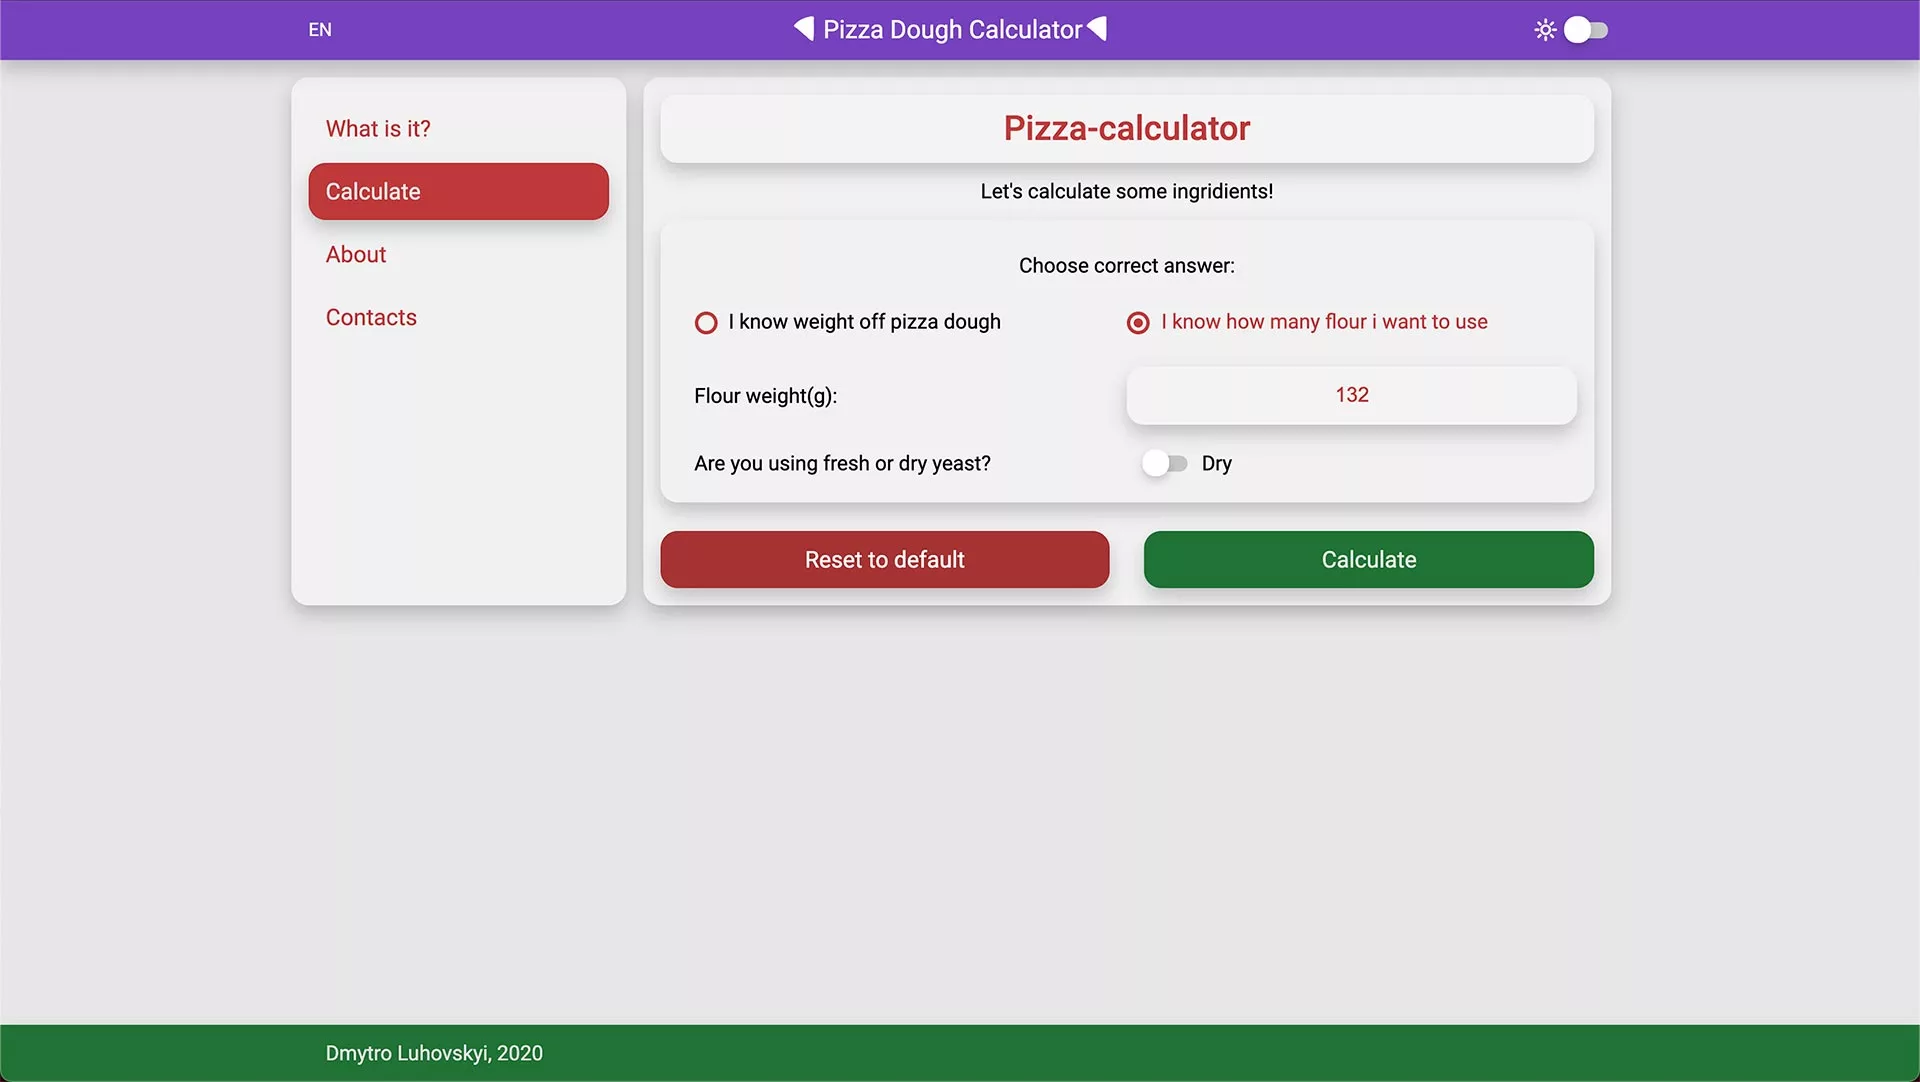 EN
Pizza Dough Calculator
What is it?
Calculate
About
Contacts
Pizza-calculator
Let's calculate some ingridients!
Choose correct answer:
I know weight off pizza dough
I know how many flour i want to use
Flour weight(g):
132
Are you using fresh or dry yeast?
Dry
Reset to default
Calculate
Dmytro Luhovskyi, 2020